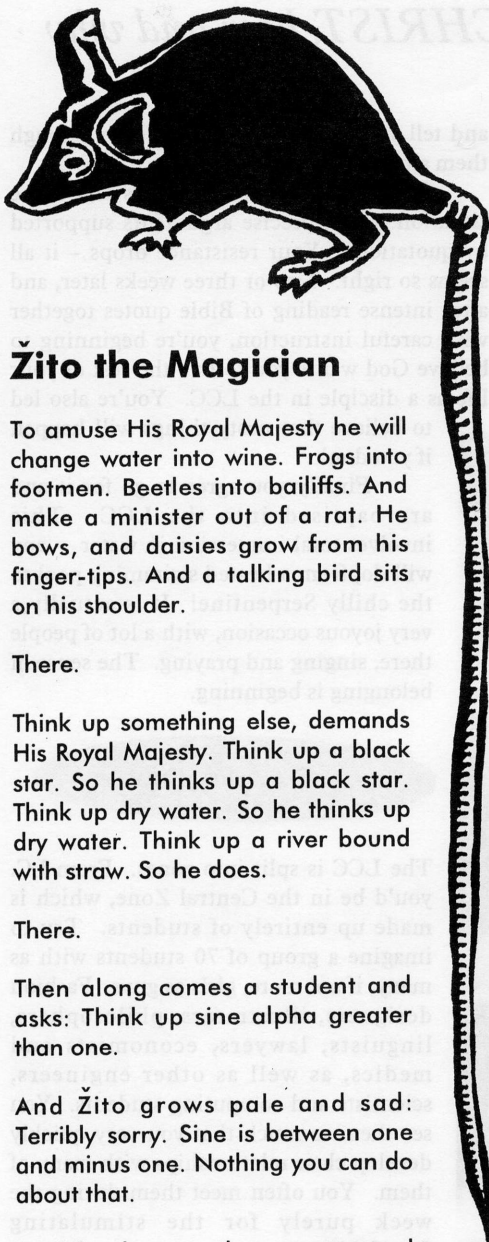 Zito the Magician
To amuse His Royal Majesty he will
change water into wine. Frogs into
footmen. Beetles into bailiffs. And
make a minister out of a rat. He
bows, and daisies grow from his
finger-tips. And a talking bird sits
on his shoulder.
There.
Think up something else, demands
His Royal Majesty. Think up a black
star. So he thinks up a black star.
Think up dry water. So he thinks up
dry water. Think up a river bound
with straw. So he does.
There.
Then along comes a student and
asks: Think up sine alpha greater
than one.
And Zito grows pale and sad:
Terribly sorry. Sine is between one
and minus one. Nothing you can do
about that.